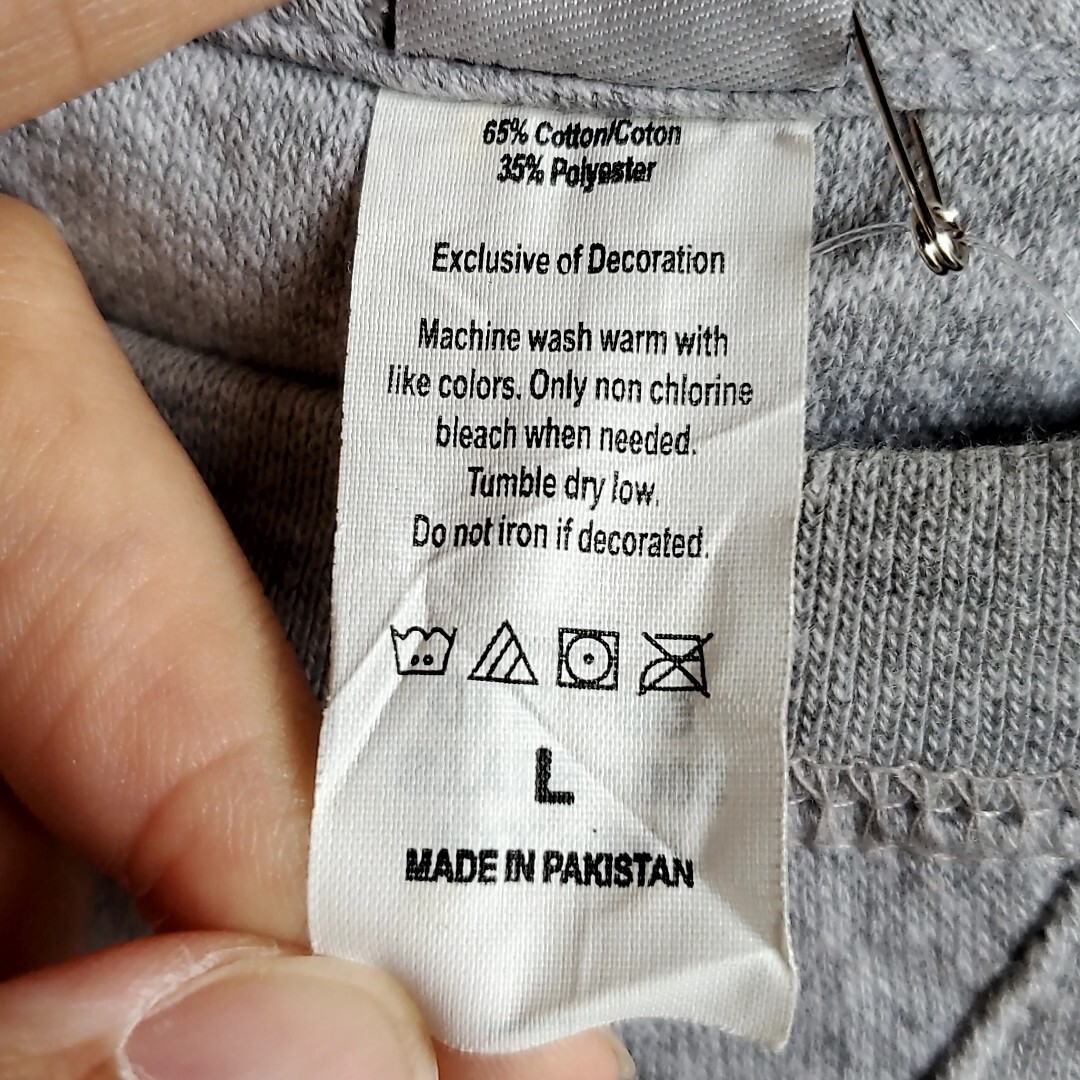 65% Cotton/Coton
35% Polyester
Exclusive of Decoration
Machine wash warm with
like colors. Only non chlorine
bleach when needed.
Tumble dry low.
Do not iron if decorated.
L
MADE IN PAKISTAN